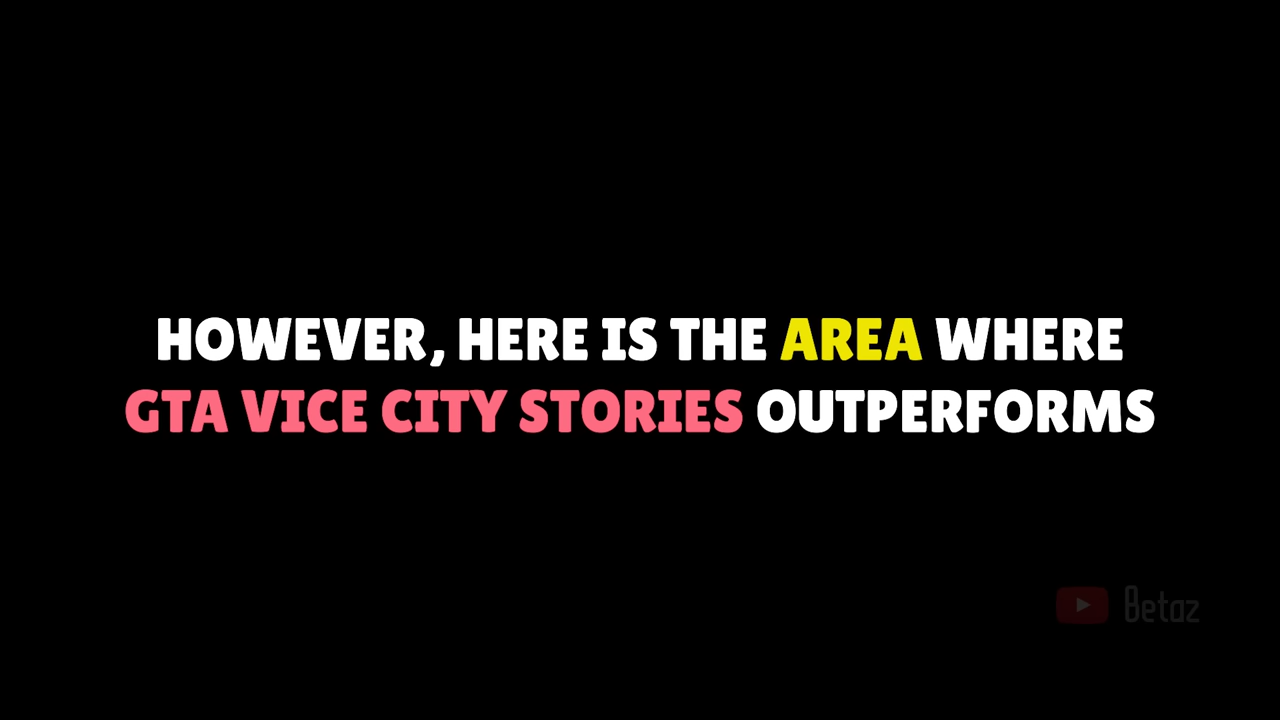 HOWEVER, HERE IS THE AREA WHERE
GTA VICE CITY STORIES OUTPERFORMS
Betaz